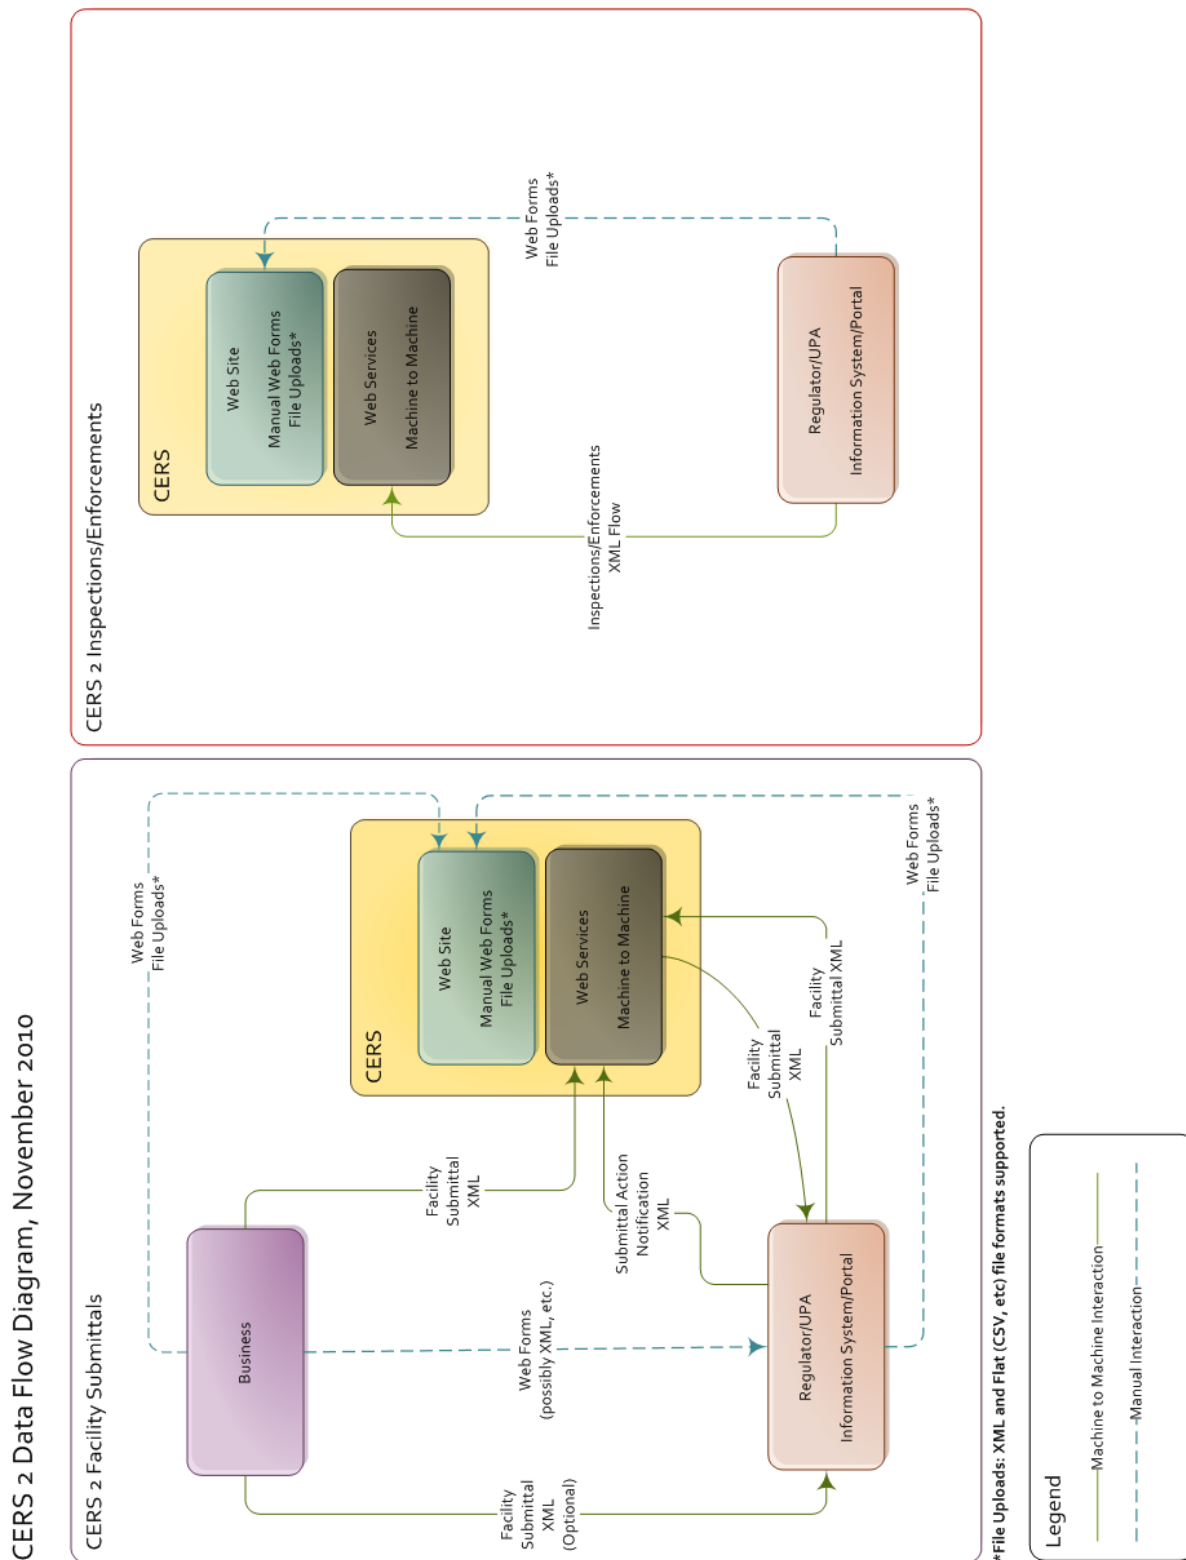 CERS 2 Data Flow Diagram, November 2010
CERS 2 Facility Submittals
Web Forms
File Uploads*
Business
Facility
Submittal
XML
(Optional)
Web Forms
(possibly XML, etc.)
Facility
Submittal
XML
Submittal Action
Notification
XML
CERS
Web Site
Manual Web Forms
File Uploads*
Web Services
Machine to Machine
Facility
Submittal
XML
Facility
Submittal XML
Regulator/UPA
Information System/Portal
Web Forms
File Uploads*
CERS 2 Inspections/Enforcements
CERS
Web Site
Manual Web Forms
File Uploads*
Web Services
Machine to Machine
Inspections/Enforcements
XML Flow
Web Forms
File Uploads*
Regulator/UPA
Information System/Portal
*File Uploads: XML and Flat (CSV, etc) file formats supported.
Legend
Machine to Machine Interaction
Manual Interaction